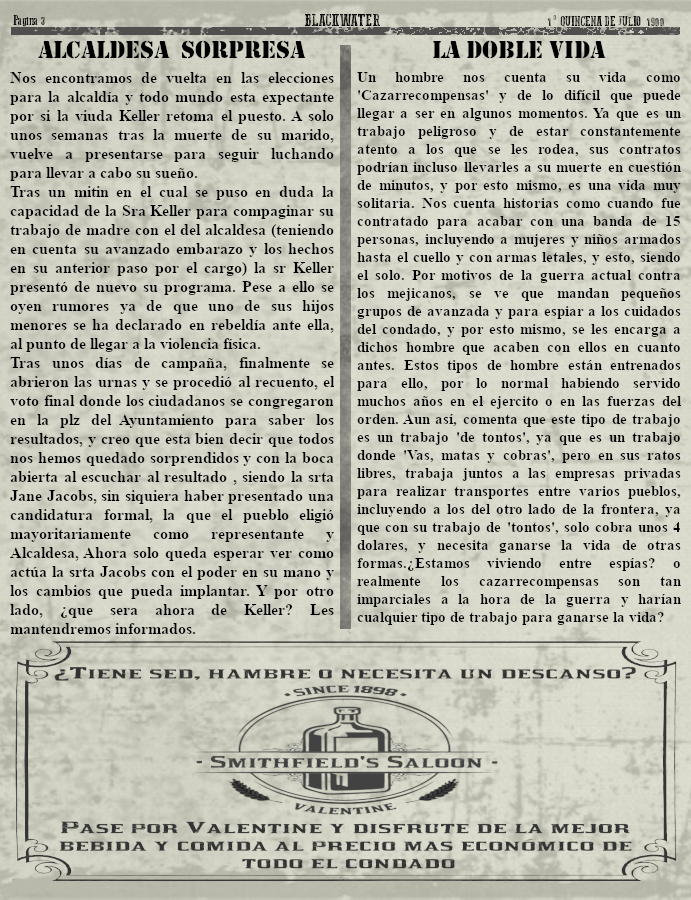 Pagina 3
BLACKWATER
1ª QUINCENA DE JULIO 1900
ALCALDESA SORPRESA
Nos encontramos de vuelta en las elecciones
para la alcaldía y todo mundo esta expectante
por si la viuda Keller retoma el puesto. A solo
unos semanas tras la muerte de su marido,
vuelve a presentarse para seguir luchando
para llevar a cabo su sueño.
Tras un mitin en el cual se puso en duda la
capacidad de la Sra Keller para compaginar su
trabajo de madre con el del alcaldesa (teniendo
en cuenta su avanzado embarazo y los hechos
en su anterior paso por el cargo) la sr Keller
presentó de nuevo su programa. Pese a ello se
oyen rumores ya de que uno de sus hijos
menores se ha declarado en rebeldía ante ella,
al punto de llegar a la violencia física.
Tras unos días de campaña, finalmente se
abrieron las urnas y se procedió al recuento, el
voto final donde los ciudadanos se congregaron
en la plz del Ayuntamiento para saber los
resultados, y creo que esta bien decir que todos
nos hemos quedado sorprendidos y con la boca
abierta al escuchar al resultado , siendo la srta
Jane Jacobs, sin siquiera haber presentado una
candidatura formal, la que el pueblo eligió
mayoritariamente como representante y
Alcaldesa, Ahora solo queda esperar ver como
actúa la srta Jacobs con el poder en su mano y
los cambios que pueda implantar. Y por otro
lado, ¿que sera ahora de Keller? Les
mantendremos informados.
LA DOBLE VIDA
Un hombre nos cuenta su vida como
'Cazarrecompensas' y de lo difícil que puede
llegar a ser en algunos momentos. Ya que es un
trabajo peligroso y de estar constantemente
atento a los que se les rodea, sus contratos
podrían incluso llevarles a su muerte en cuestión
de minutos, y por esto mismo, es una vida muy
solitaria. Nos cuenta historias como cuando fue
contratado para acabar con una banda de 15
personas, incluyendo a mujeres y niños armados
hasta el cuello y con armas letales, y esto, siendo
el solo. Por motivos de la guerra actual contra
los mejicanos, se ve que mandan pequeños
grupos de avanzada y para espiar a los cuidados
del condado, y por esto mismo, se les encarga a
dichos hombre que acaben con ellos en cuanto
antes. Estos tipos de hombre están entrenados
para ello, por lo normal habiendo servido
muchos años en el ejercito o en las fuerzas del
orden. Aun así, comenta que este tipo de trabajo
es un trabajo 'de tontos', ya que es un trabajo
donde 'Vas, matas y cobras', pero en sus ratos
libres, trabaja juntos a las empresas privadas
para realizar transportes entre varios pueblos,
incluyendo a los del otro lado de la frontera, ya
que con su trabajo de 'tontos', solo cobra unos 4
dolares, y necesita ganarse la vida de otras
formas.¿Estamos viviendo entre espías? o
realmente los cazarrecompensas son tan
imparciales a la hora de la guerra y harían
cualquier tipo de trabajo para ganarse la vida?
¿TIENE SED, HAMBRE O NECESITA UN DESCANSO?
· SINCE 1898 ·
- SMITHFIELD'S SALOON -
VALENTINE
PASE POR VALENTINE Y DISFRUTE DE LA MEJOR
BEBIDA Y COMIDA AL PRECIO MAS ECONÓMICO DE
TODO EL CONDADO